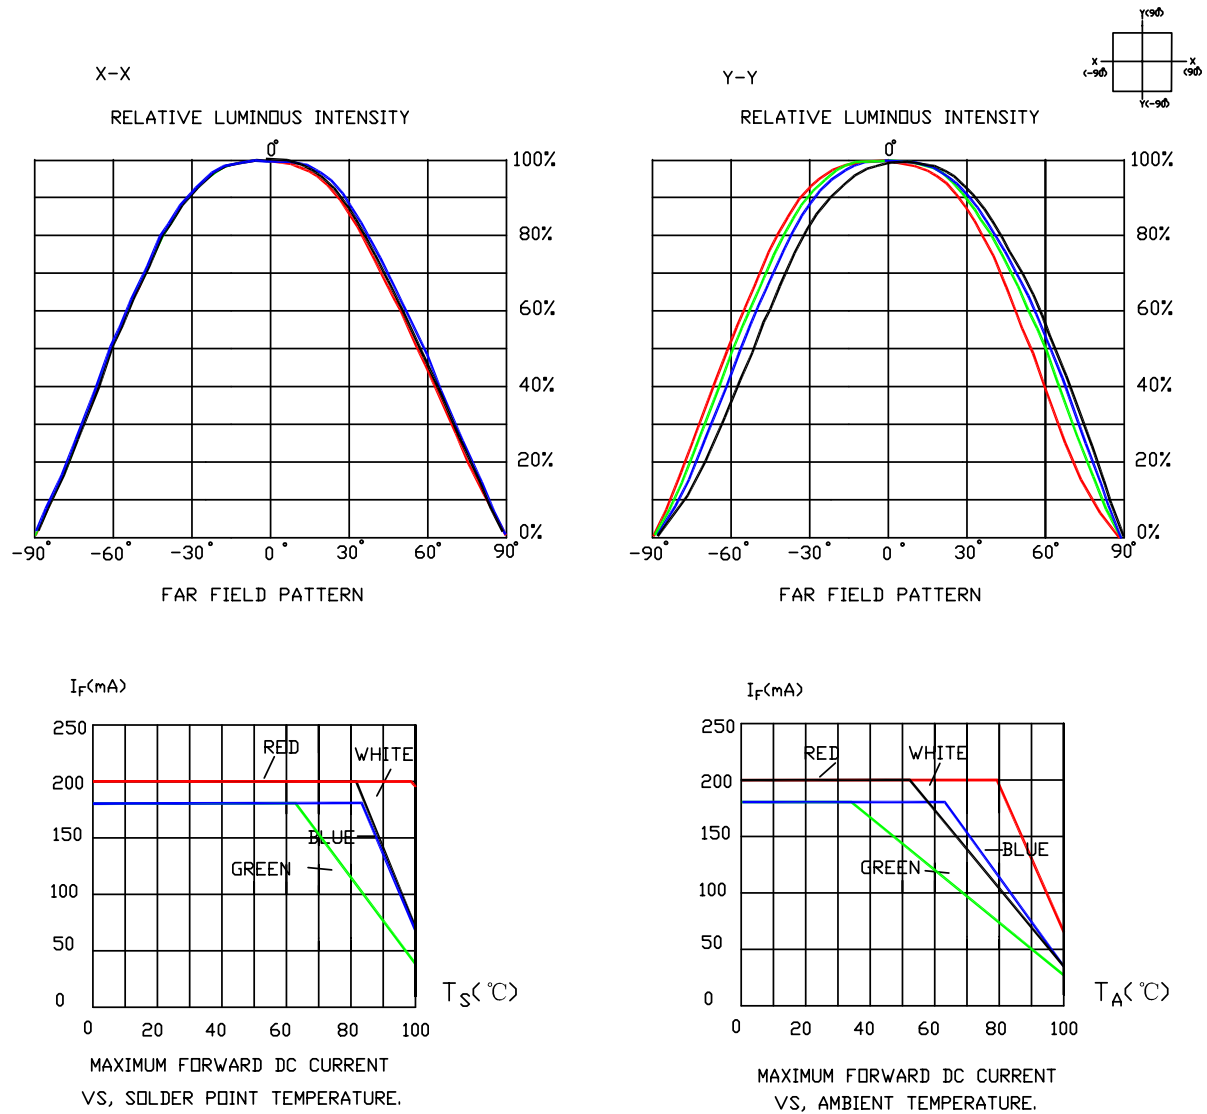 Y(90°)
X X
(-90°) (90°)
Y(-90°)
X-X
RELATIVE LUMINOUS INTENSITY
0°
100%
80%
60%
40%
20%
0%
-90° -60° -30° 0° 30° 60° 90°
FAR FIELD PATTERN
Y-Y
RELATIVE LUMINOUS INTENSITY
0°
100%
80%
60%
40%
20%
0%
-90° -60° -30° 0° 30° 60° 90°
FAR FIELD PATTERN
IF(mA)
250
200
150
100
50
0
RED
WHITE
BLUE
GREEN
TS(℃)
0 20 40 60 80 100
MAXIMUM FORWARD DC CURRENT
VS, SOLDER POINT TEMPERATURE.
IF(mA)
250
200
150
100
50
0
RED
WHITE
BLUE
GREEN
TA(℃)
0 20 40 60 80 100
MAXIMUM FORWARD DC CURRENT
VS, AMBIENT TEMPERATURE.